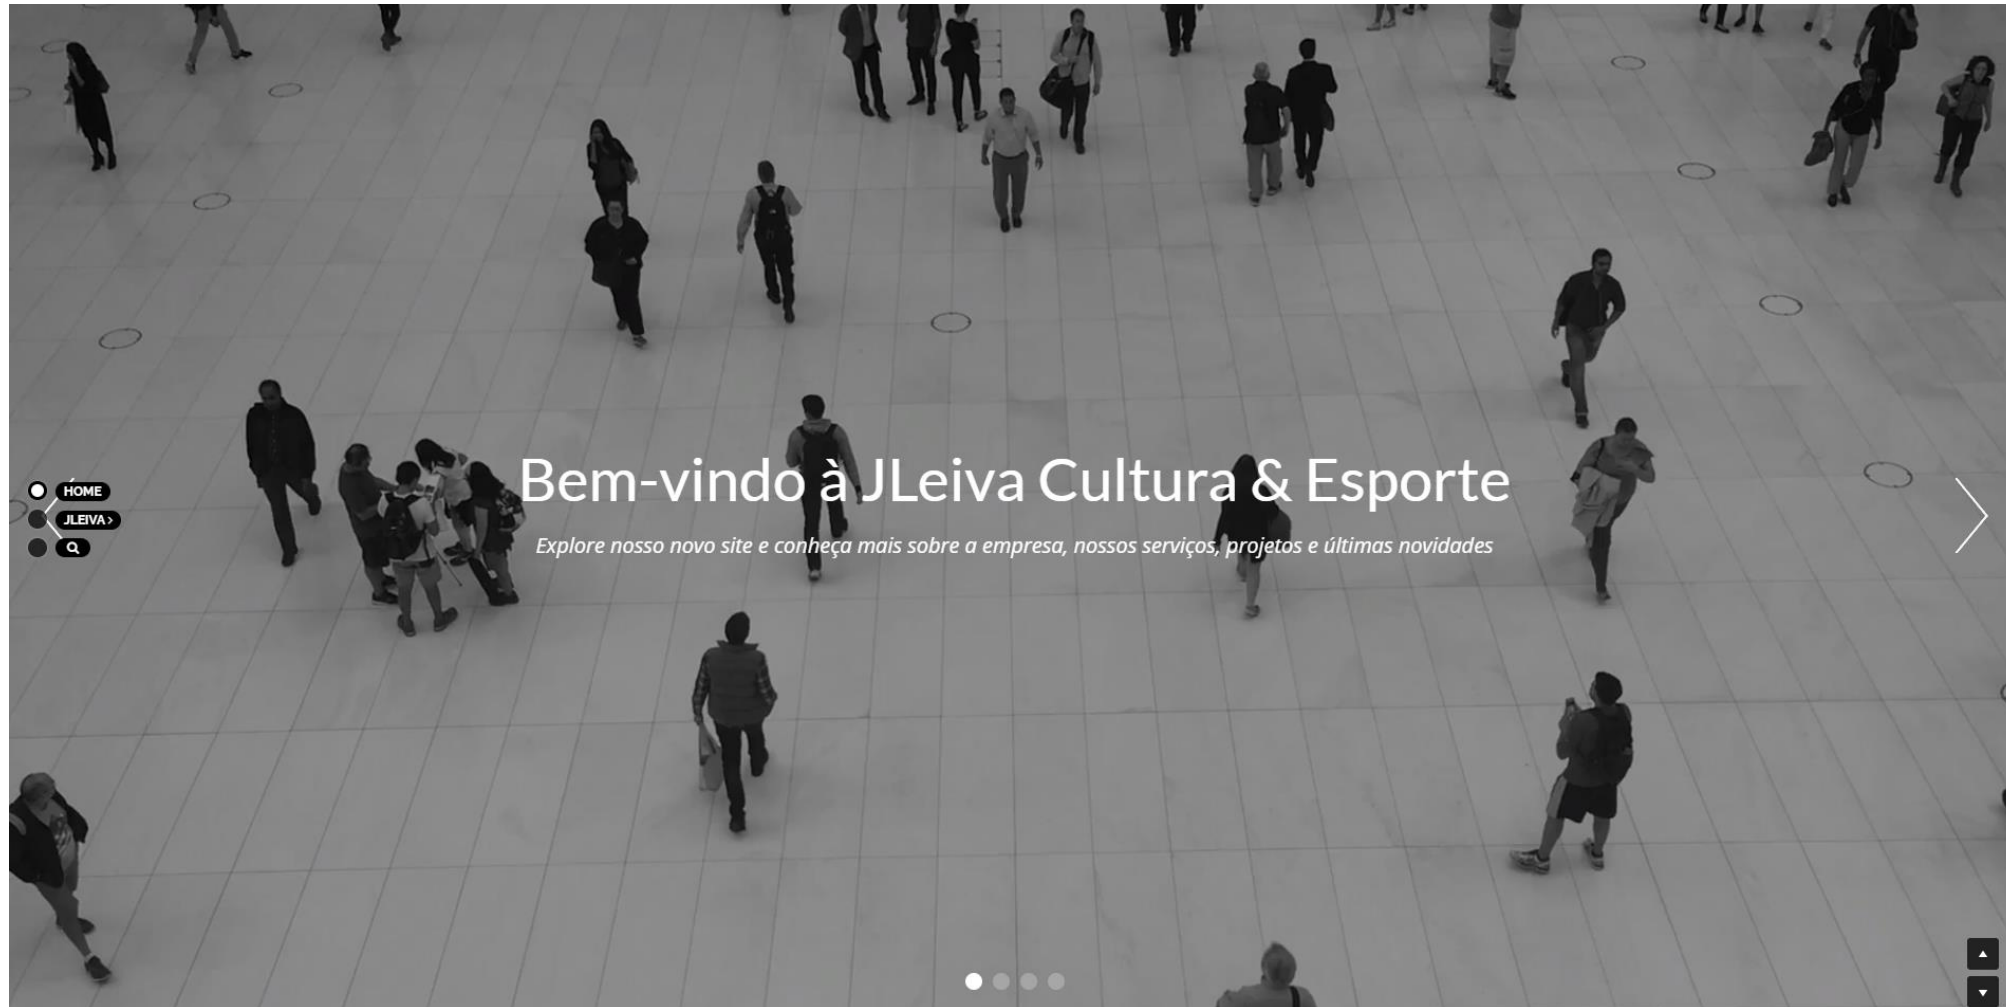 Bem-vindo à JLeiva Cultura & Esporte
HOME
JLEIVA >
Explore nosso novo site e conheça mais sobre a empresa, nossos serviços, projetos e últimas novidades